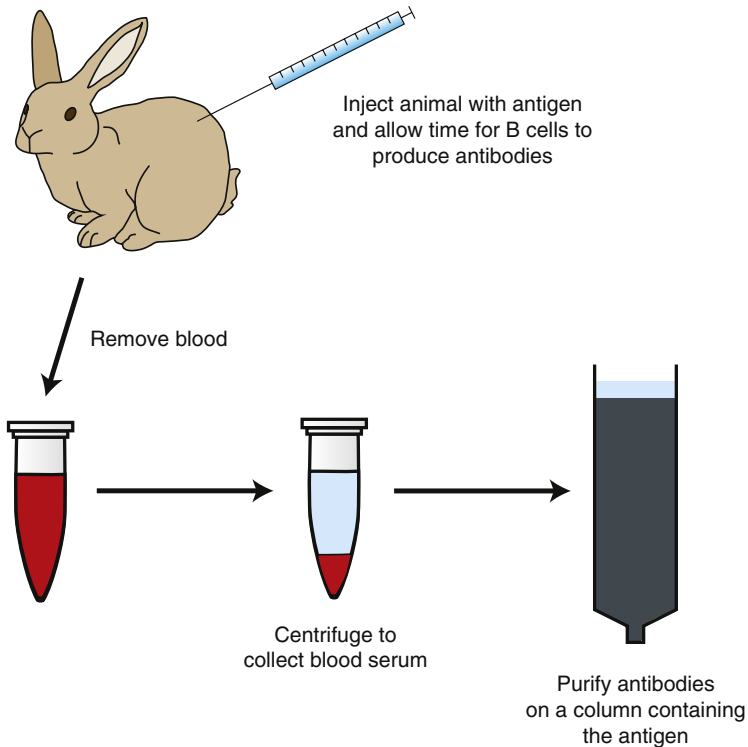 Inject animal with antigen
and allow time for B cells to
produce antibodies
Remove blood
Centrifuge to
collect blood serum
Purify antibodies
on a column containing
the antigen